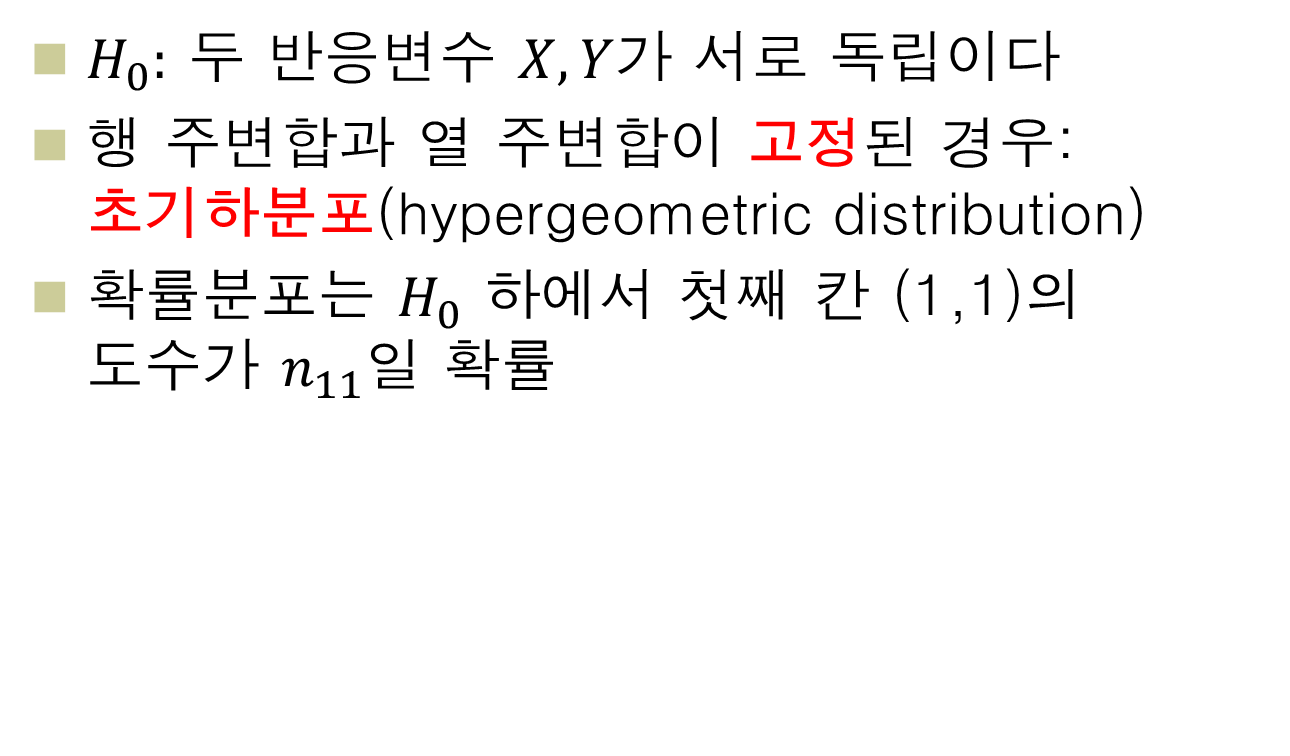 ■ H₀: 두 반응변수 X,Y가 서로 독립이다
■ 행 주변합과 열 주변합이 고정된 경우:
초기하분포(hypergeometric distribution)
■ 확률분포는 H₀ 하에서 첫째 칸 (1,1)의
도수가 n₁₁일 확률